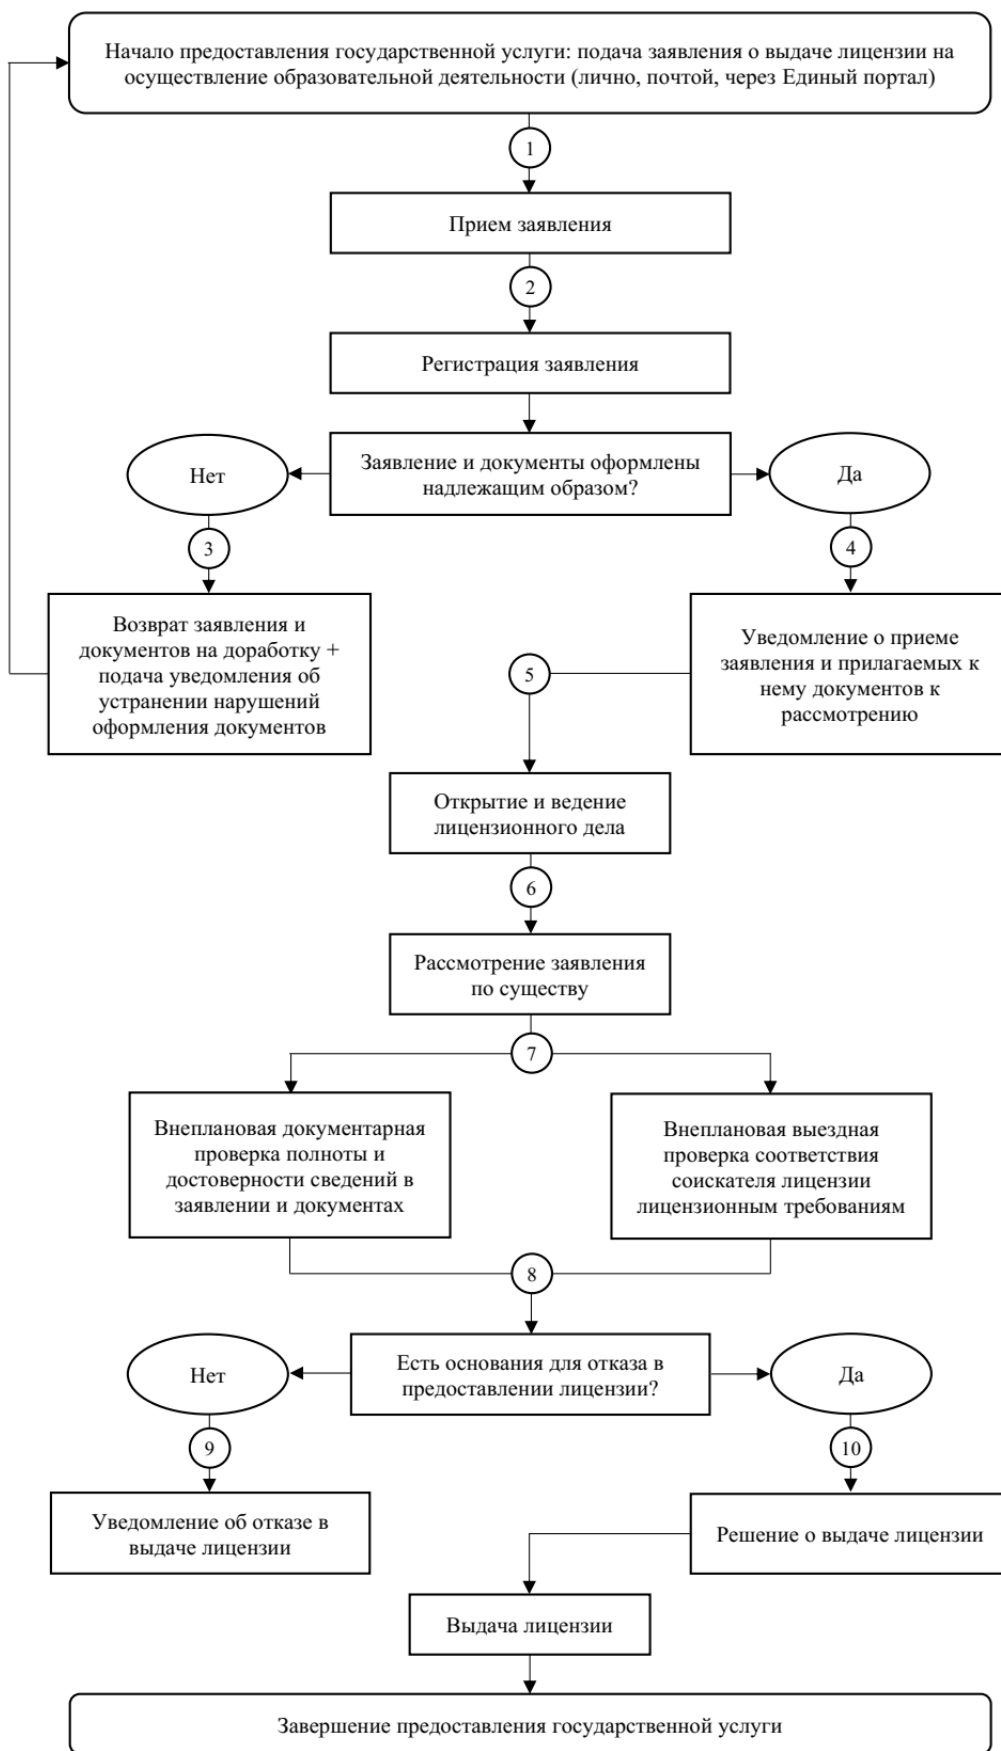 Начало предоставления государственной услуги: подача заявления о выдаче лицензии на
осуществление образовательной деятельности (лично, почтой, через Единый портал)
1
Прием заявления
2
Регистрация заявления
Нет
Заявление и документы оформлены
надлежащим образом?
Да
3
4
Возврат заявления и
документов на доработку +
подача уведомления об
устранении нарушений
оформления документов
Уведомление о приеме
заявления и прилагаемых к
нему документов к
рассмотрению
5
Открытие и ведение
лицензионного дела
6
Рассмотрение заявления
по существу
7
Внеплановая документарная
проверка полноты и
достоверности сведений в
заявлении и документах
Внеплановая выездная
проверка соответствия
соискателя лицензии
лицензионным требованиям
8
Нет
Есть основания для отказа в
предоставлении лицензии?
Да
9
10
Уведомление об отказе в
выдаче лицензии
Решение о выдаче лицензии
Выдача лицензии
Завершение предоставления государственной услуги